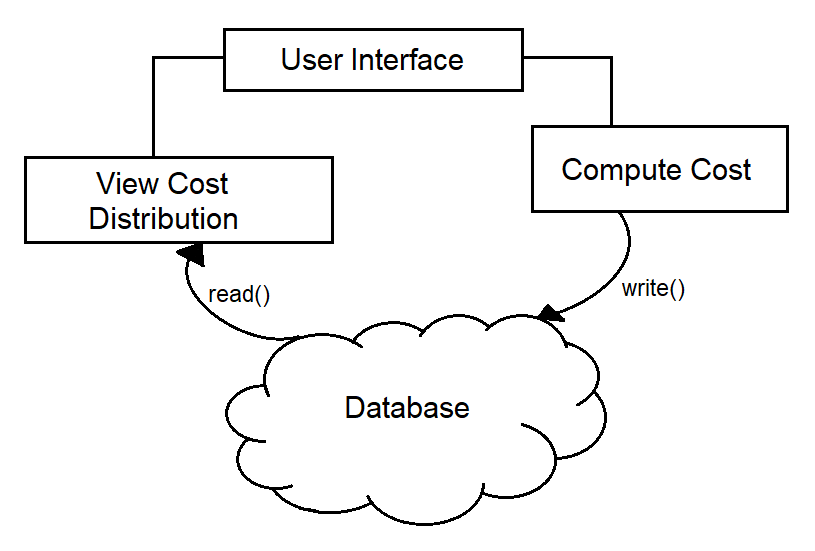 User Interface
View Cost
Distribution
Compute Cost
read()
write()
Database